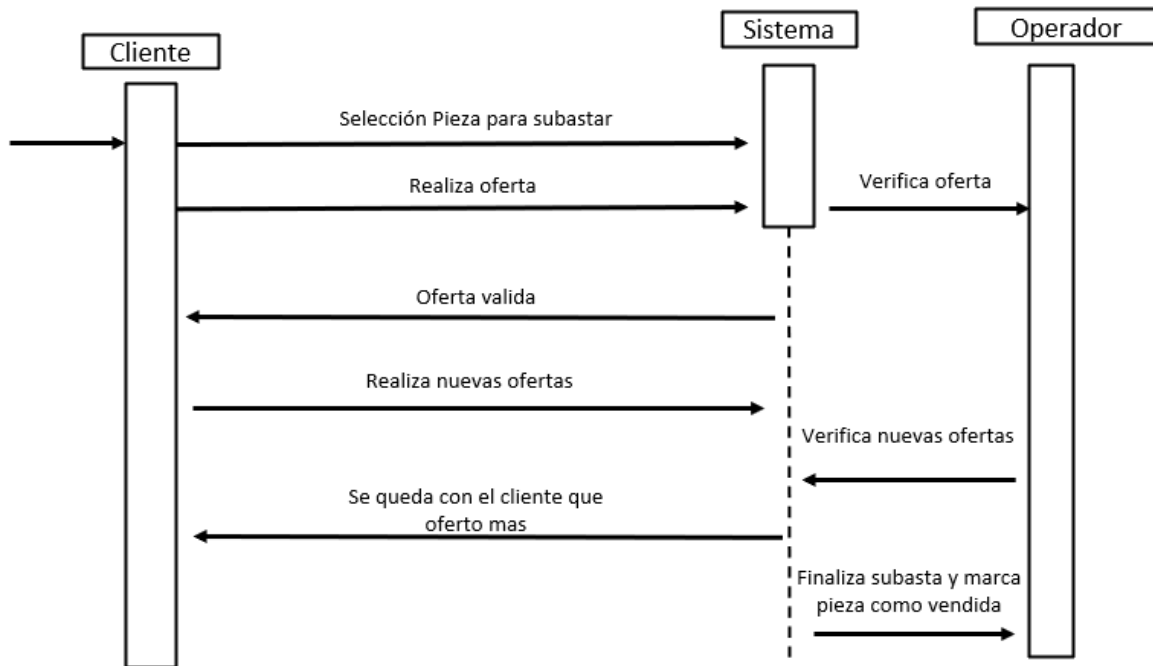 Cliente
Sistema
Operador
Selección Pieza para subastar
Realiza oferta
Verifica oferta
Oferta valida
Realiza nuevas ofertas
Verifica nuevas ofertas
Se queda con el cliente que
oferto mas
Finaliza subasta y marca
pieza como vendida